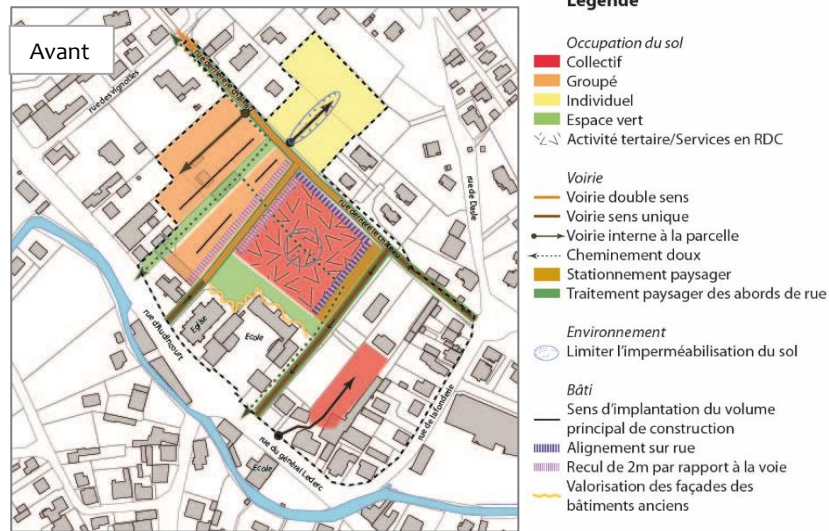 Avant
rue des vignottes
rue de Dasle
rue d'Audincourt
Eglise
Ecole
rue de la fonderie
rue du général Leclerc
Ecole
Légende
Occupation du sol
Collectif
Groupé
Individuel
Espace vert
Activité tertaire/Services en RDC
Voirie
Voirie double sens
Voirie sens unique
Voirie interne à la parcelle
Cheminement doux
Stationnement paysager
Traitement paysager des abords de rue
Environnement
Limiter l'imperméabilisation du sol
Bâti
Sens d'implantation du volume
principal de construction
Alignement sur rue
Recul de 2m par rapport à la voie
Valorisation des façades des
bâtiments anciens